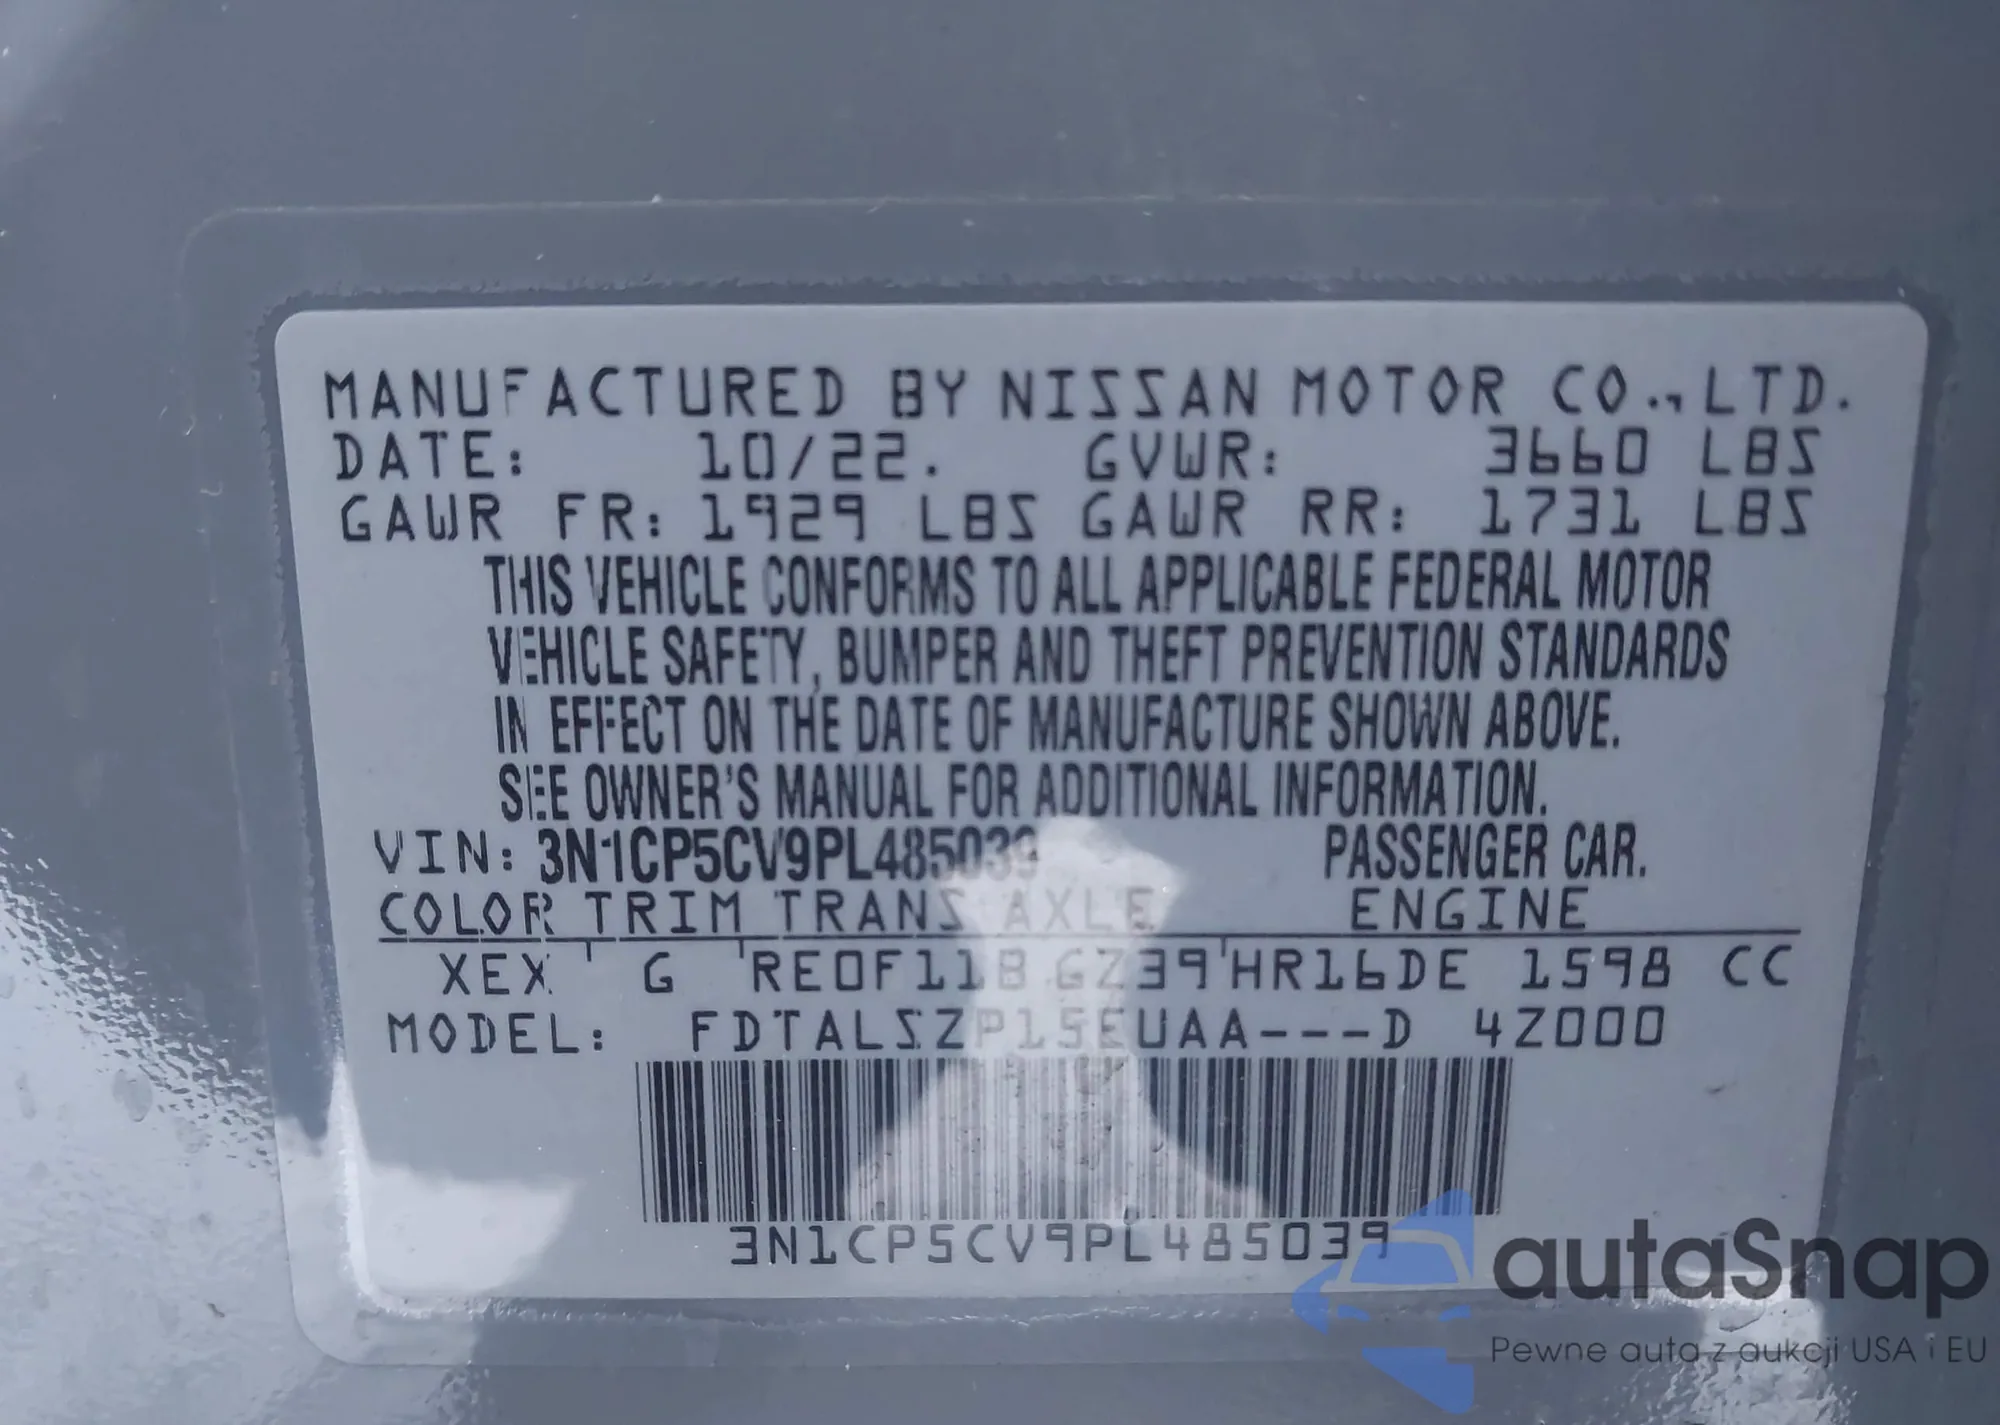 MANUFACTURED BY NISSAN MOTOR CO.,LTD.
DATE: 10/22. GVWR: 3660 LBS
GAWR FR: 1929 LBS GAWR RR: 1731 LBS
THIS VEHICLE CONFORMS TO ALL APPLICABLE FEDERAL MOTOR
VEHICLE SAFETY, BUMPER AND THEFT PREVENTION STANDARDS
IN EFFECT ON THE DATE OF MANUFACTURE SHOWN ABOVE.
SEE OWNER'S MANUAL FOR ADDITIONAL INFORMATION.
VIN: 3N1CP5CV9PL485039 PASSENGER CAR.
COLOR TRIM TRANS AXLE ENGINE
XEX G RE0F11B GZ39 HR16DE 1598 CC
MODEL: FDTALSZP15EUAA---D 4Z000
3N1CP5CV9PL485039
autaSnap
Pewne auta z aukcji USA i EU